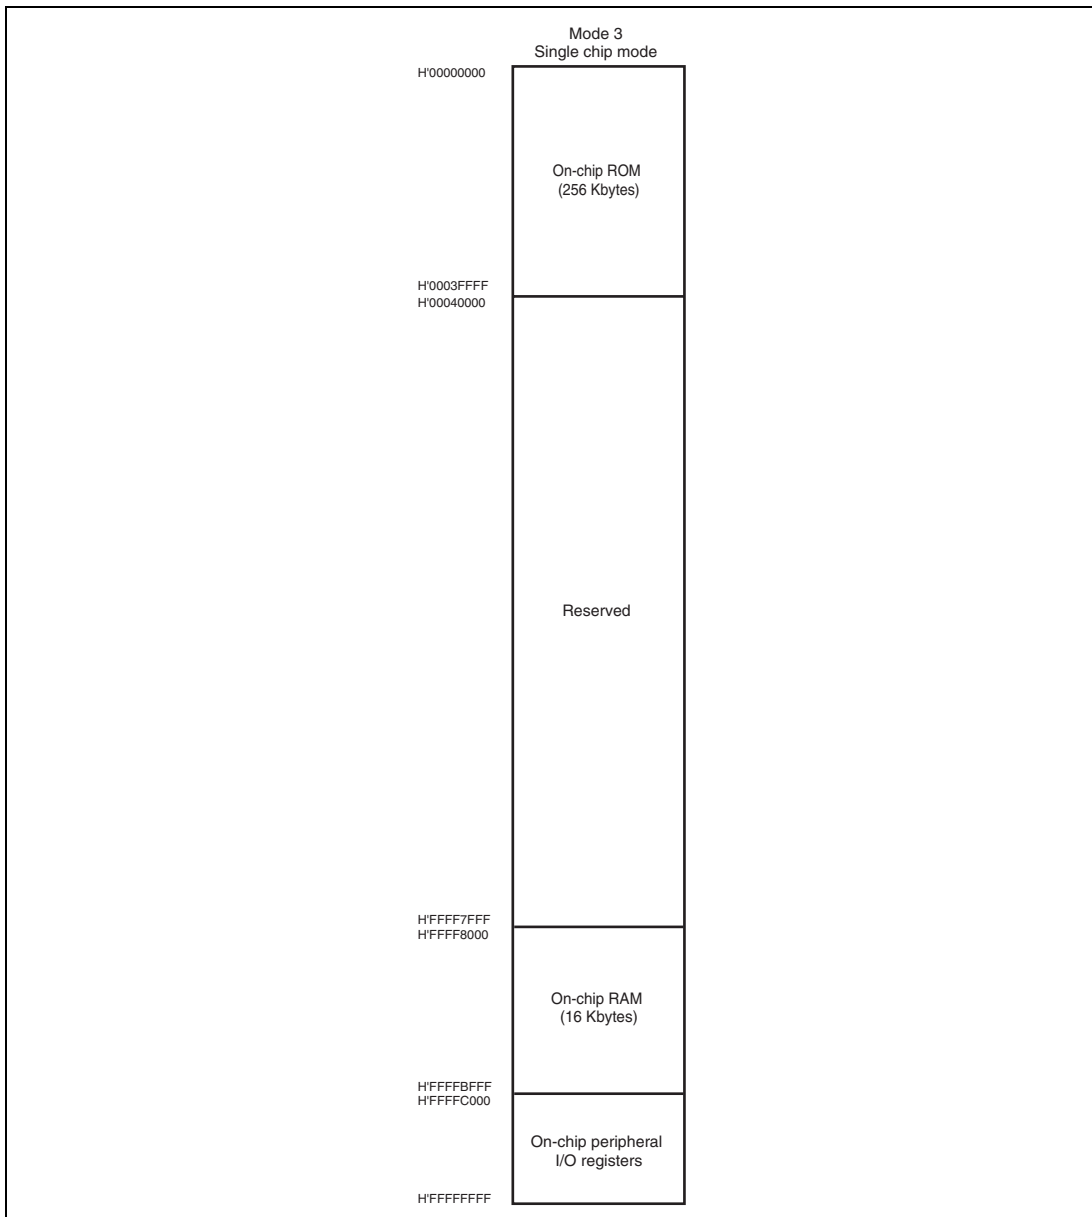 Mode 3
Single chip mode
H'00000000
On-chip ROM
(256 Kbytes)
H'0003FFFF
H'00040000
Reserved
H'FFFF7FFF
H'FFFF8000
On-chip RAM
(16 Kbytes)
H'FFFFBFFF
H'FFFFC000
On-chip peripheral
I/O registers
H'FFFFFFFF